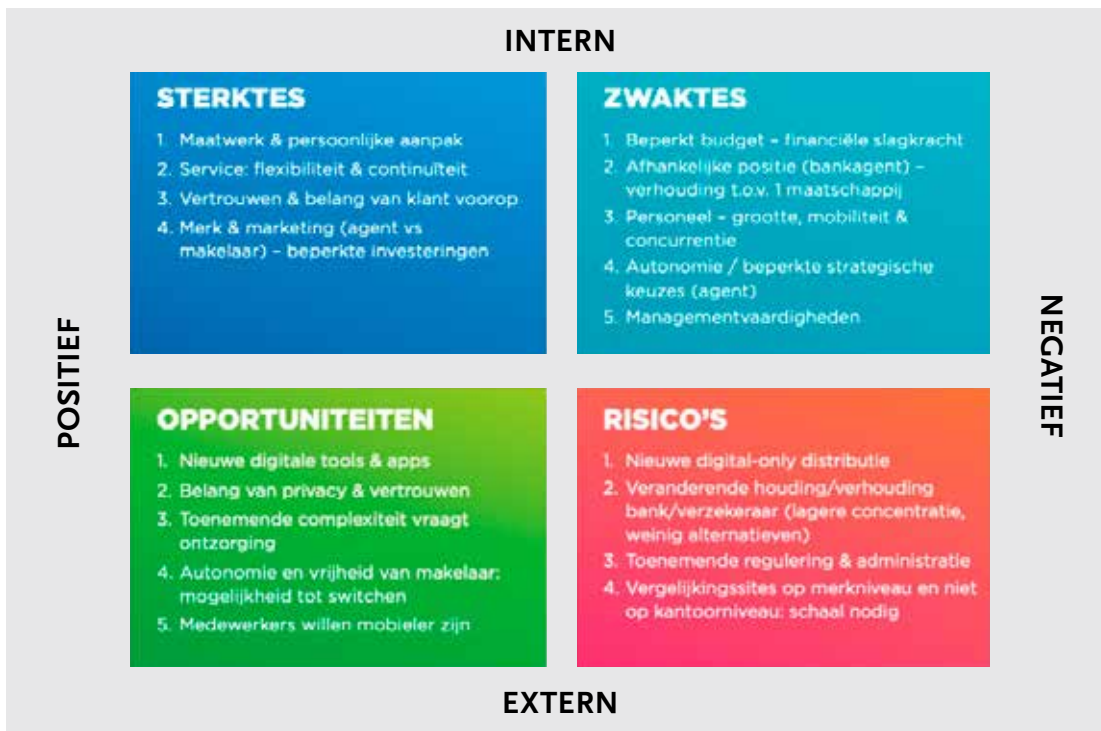 INTERN
STERKTES
1 Maatwerk & persoonlijke aanpak
2. Service: flexibiliteit & continuïteit
3. Vertrouwen & belang van klant voorop
4. Merk & marketing (agent vs
makelaar) – beperkte investeringen
ZWAKTES
1 Beperkt budget – financiële slagkracht
2. Afhankelijke positie (bankagent) –
verhouding t.o.v. 1 maatschappij
3. Personeel – grootte, mobiliteit &
concurrentie
4. Autonomie / beperkte strategische
keuzes (agent)
5. Managementvaardigheden
POSITIEF
NEGATIEF
OPPORTUNITEITEN
1. Nieuwe digitale tools & apps
2. Belang van privacy & vertrouwen
3. Toenemende complexiteit vraagt
ontzorging
4. Autonomie en vrijheid van makelaar:
mogelijkheid tot switchen
5. Medewerkers willen mobieler zijn
RISICO'S
1. Nieuwe digital-only distributie
2. Veranderende houding/verhouding
bank/verzekeraar (lagere concentratie,
weinig alternatieven)
3. Toenemende regulering & administratie
4. Vergelijkingssites op merkniveau en niet
op kantoorniveau: schaal nodig
EXTERN